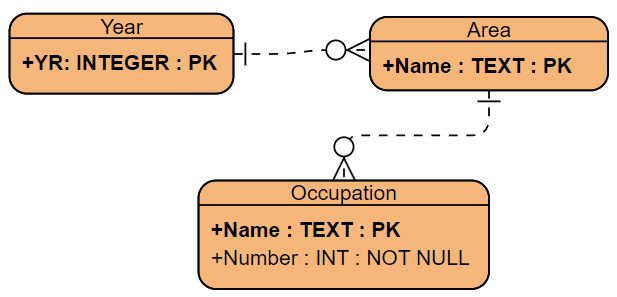 Year
+YR: INTEGER : PK
Area
+Name : TEXT : PK
Occupation
+Name : TEXT : PK
+Number : INT : NOT NULL